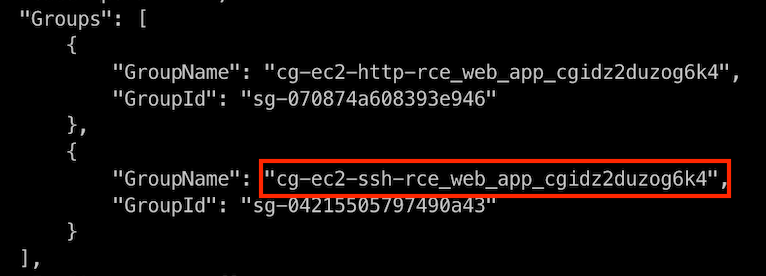 "Groups": [
{
"GroupName": "cg-ec2-http-rce_web_app_cgidz2duzog6k4",
"GroupId": "sg-070874a608393e946"
},
{
"GroupName": "cg-ec2-ssh-rce_web_app_cgidz2duzog6k4",
"GroupId": "sg-04215505797490a43"
}
],